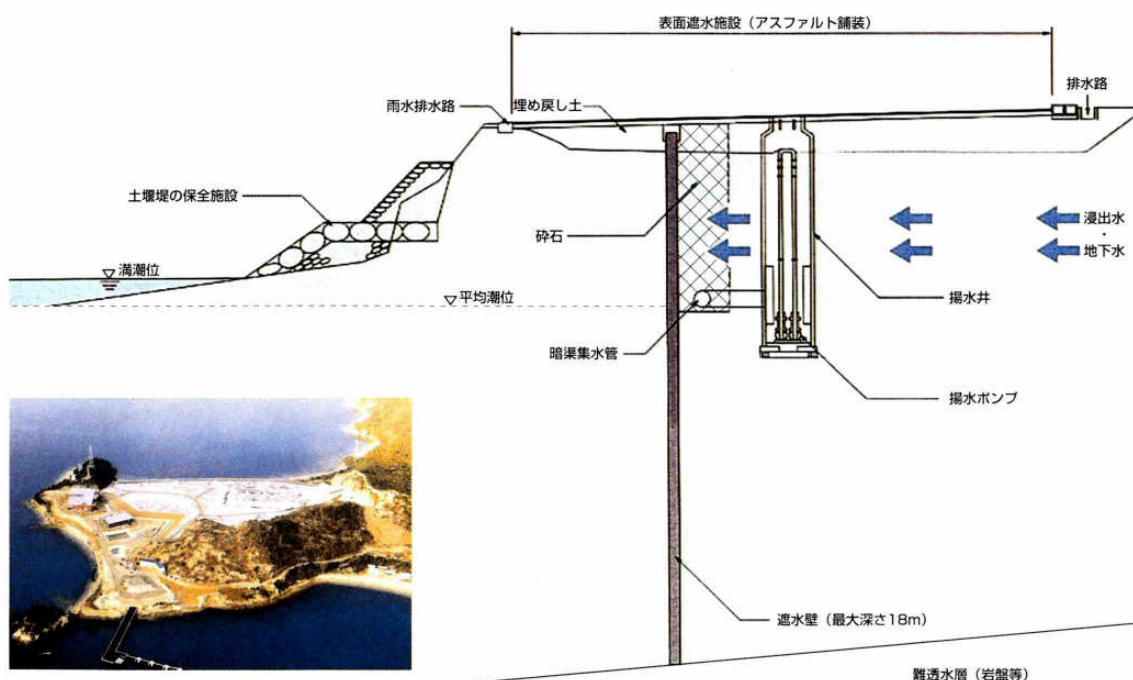 表面遮水施設（アスファルト舗装）
排水路
雨水排水路
埋め戻し土
土堰堤の保全施設
砕石
浸出水
・
地下水
満潮位
平均潮位
揚水井
暗渠集水管
揚水ポンプ
遮水壁（最大深さ18m）
難透水層（岩盤等）